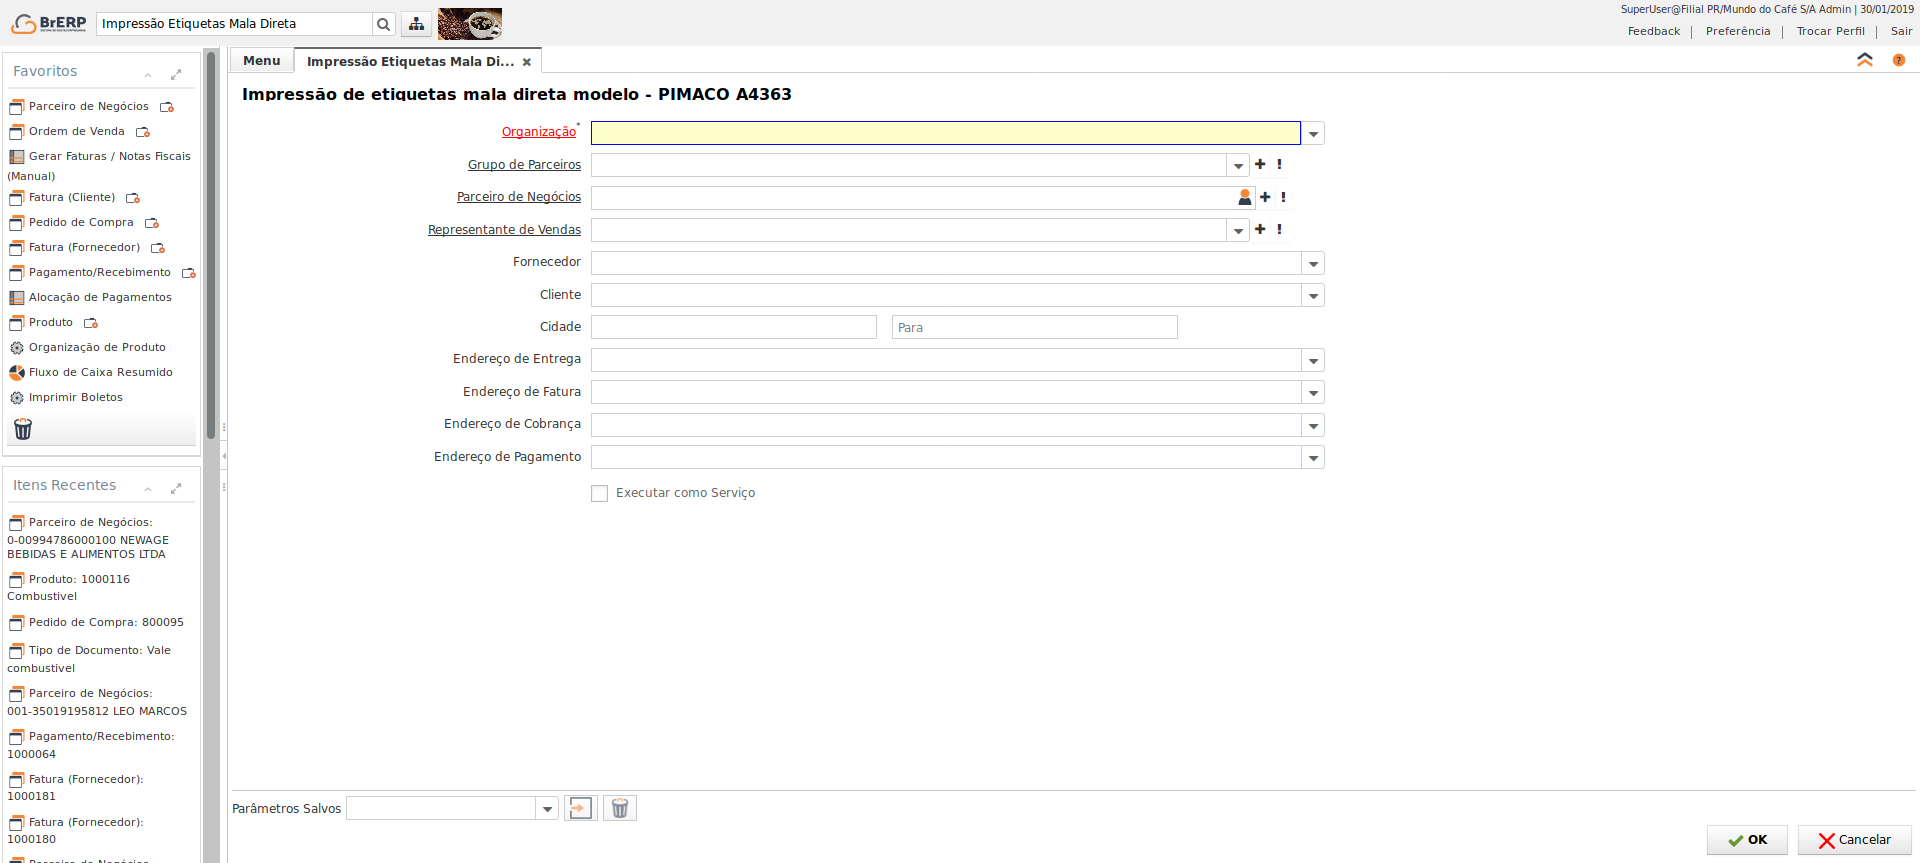 BrERP
Impressão Etiquetas Mala Direta
SuperUser@Filial PR/Mundo do Café S/A Admin | 30/01/2019
Feedback | Preferência | Trocar Perfil | Sair
Favoritos
Parceiro de Negócios
Ordem de Venda
Gerar Faturas / Notas Fiscais
(Manual)
Fatura (Cliente)
Pedido de Compra
Fatura (Fornecedor)
Pagamento/Recebimento
Alocação de Pagamentos
Produto
Organização de Produto
Fluxo de Caixa Resumido
Imprimir Boletos
Itens Recentes
Parceiro de Negócios:
0-00994786000100 NEWAGE
BEBIDAS E ALIMENTOS LTDA
Produto: 1000116
Combustivel
Pedido de Compra: 800095
Tipo de Documento: Vale
combustivel
Parceiro de Negócios:
001-35019195812 LEO MARCOS
Pagamento/Recebimento:
1000064
Fatura (Fornecedor):
1000181
Fatura (Fornecedor):
1000180
Parceiro de Negócios
Menu
Impressão Etiquetas Mala Di...
Impressão de etiquetas mala direta modelo - PIMACO A4363
Organização*
Grupo de Parceiros
Parceiro de Negócios
Representante de Vendas
Fornecedor
Cliente
Cidade
Para
Endereço de Entrega
Endereço de Fatura
Endereço de Cobrança
Endereço de Pagamento
Executar como Serviço
Parâmetros Salvos
OK
Cancelar